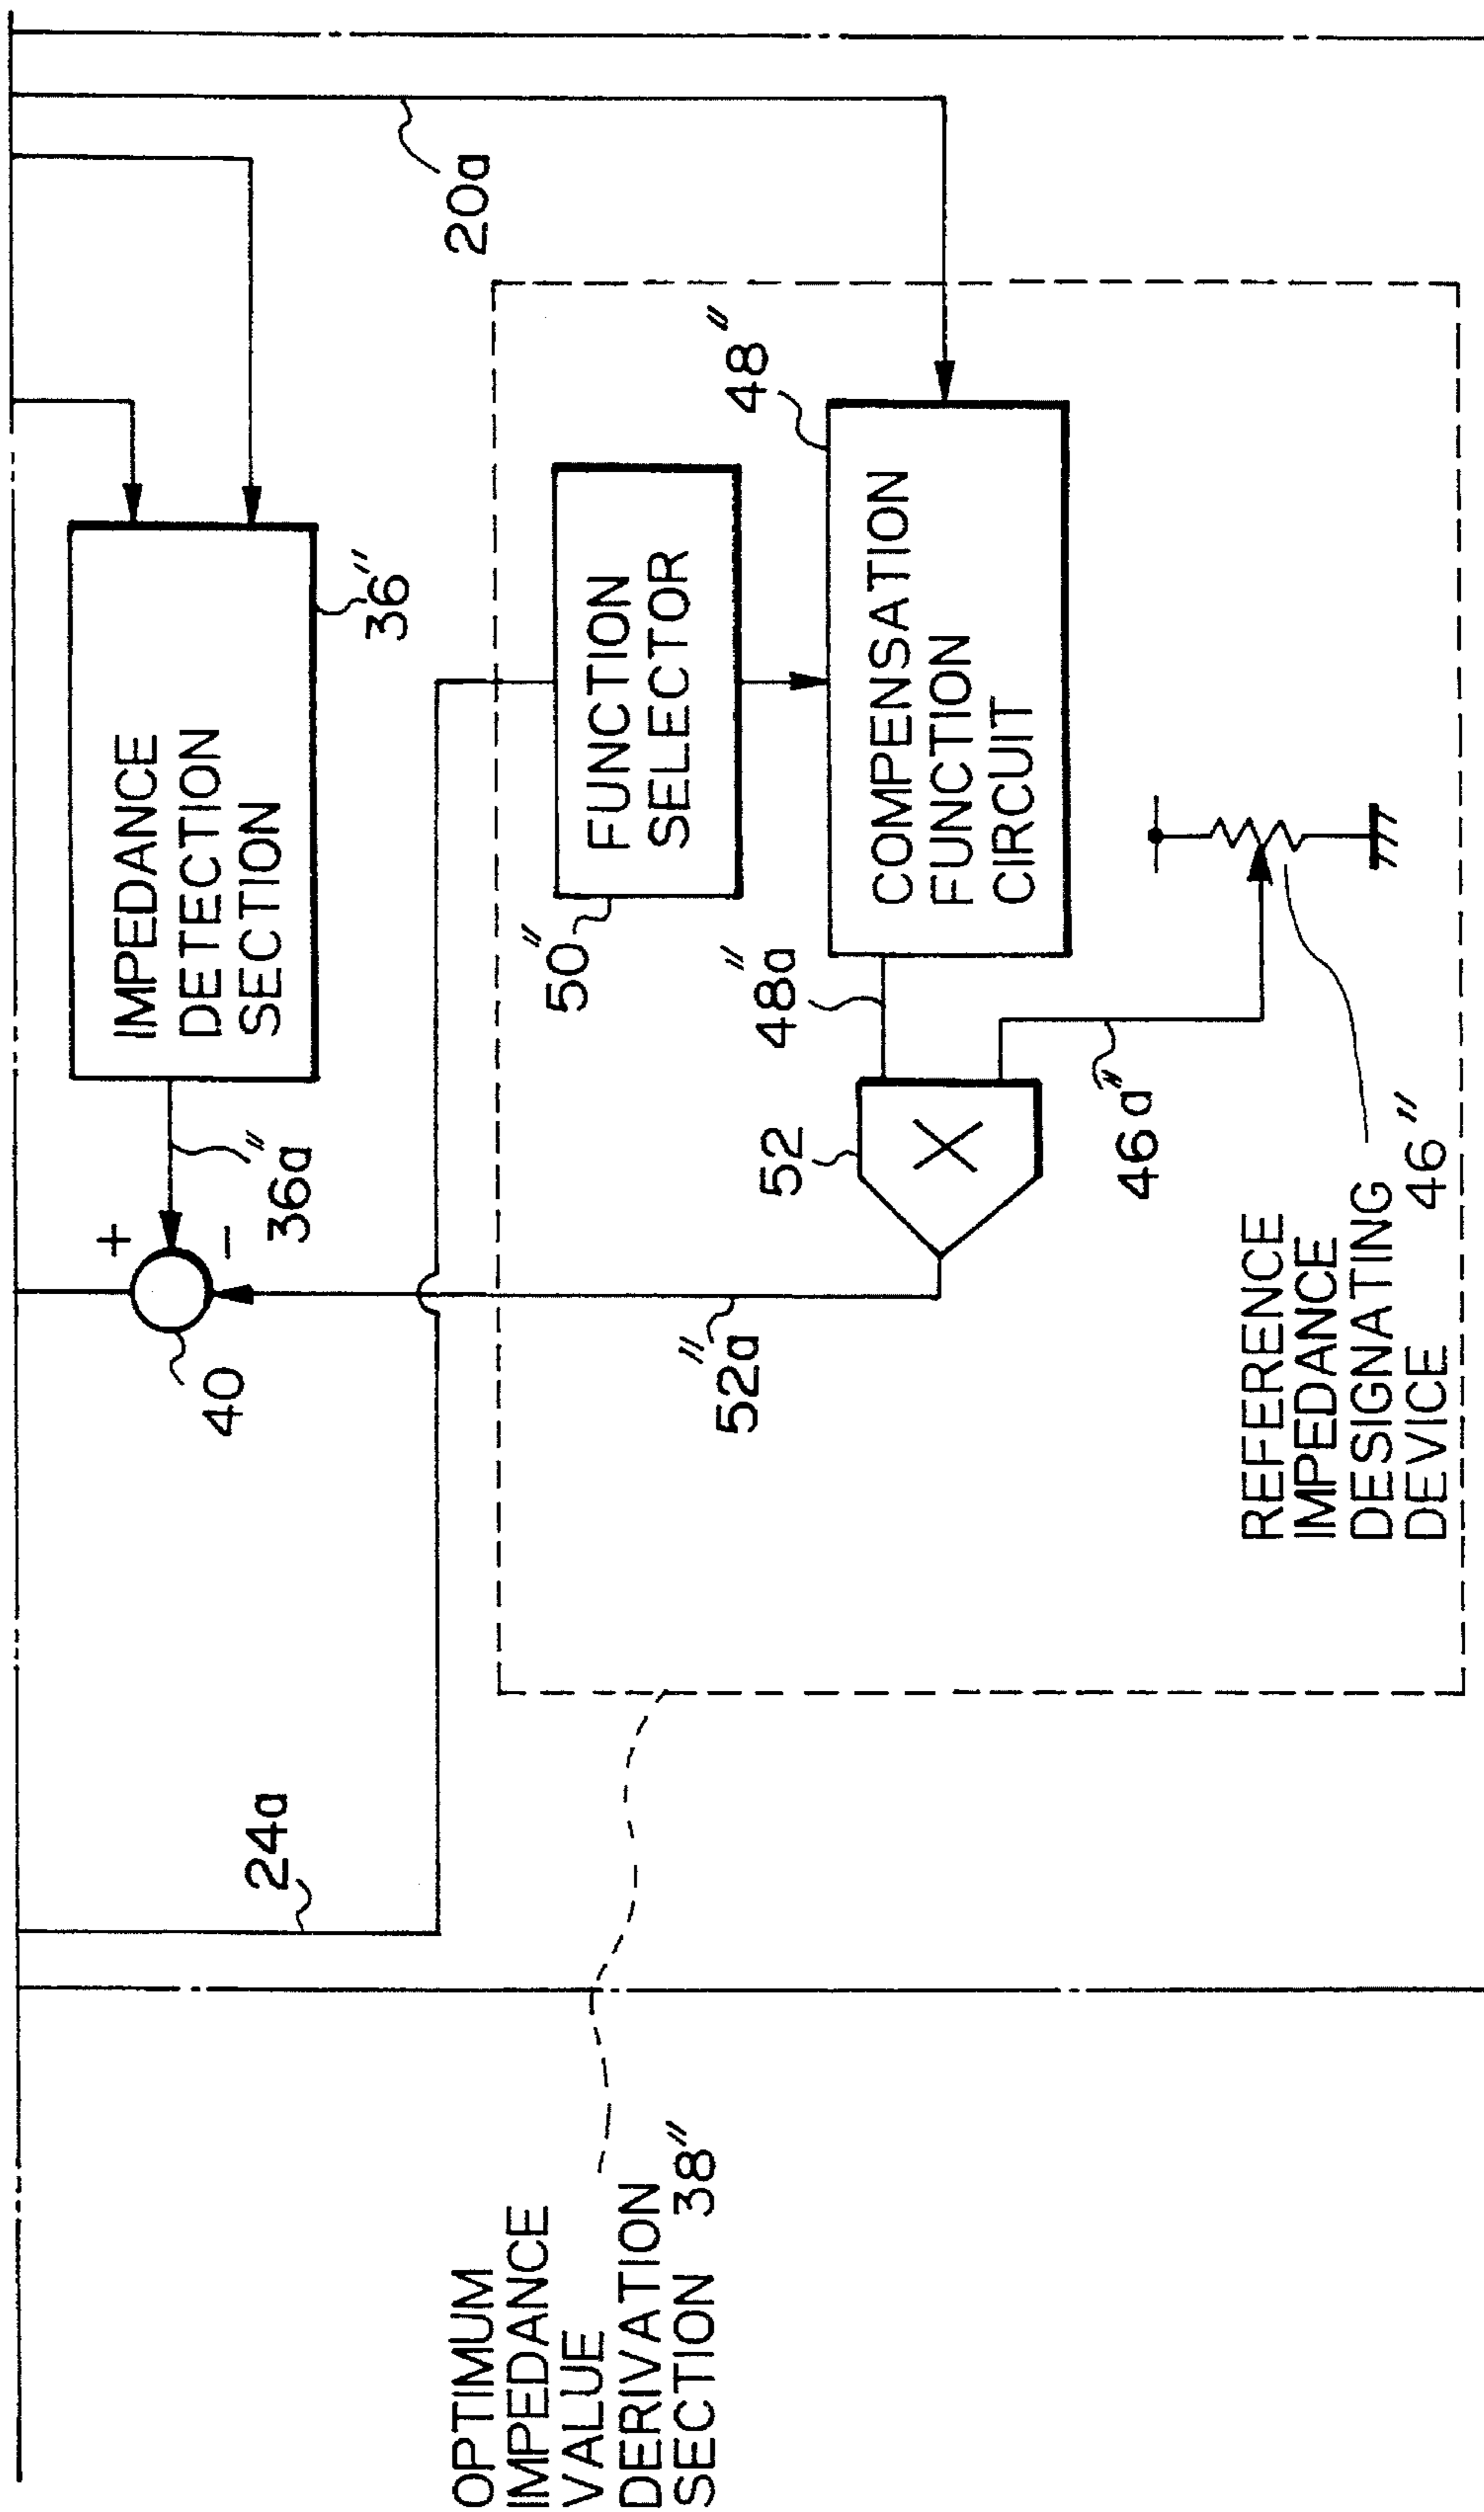 20a
IMPEDANCE
DETECTION
SECTION
36"
36a"
+
-
40
24a
FUNCTION
SELECTOR
50"
48"
COMPENSATION
FUNCTION
CIRCUIT
48a"
52
X
46a"
52a"
REFERENCE
IMPEDANCE
DESIGNATING
DEVICE 46"
OPTIMUM
IMPEDANCE
VALUE
DERIVATION
SECTION 38"